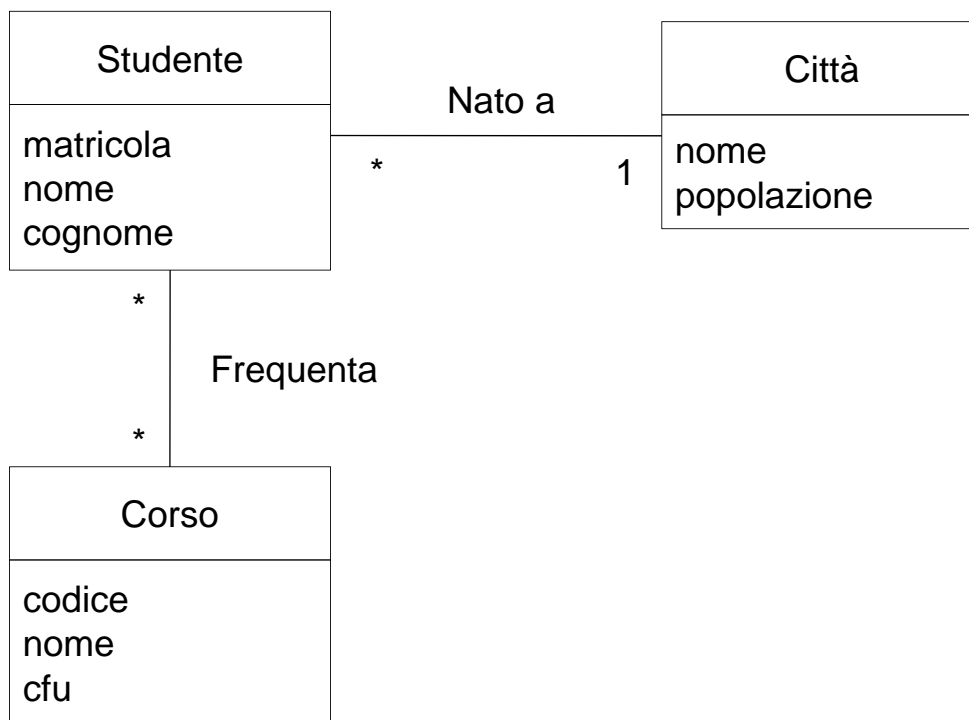 Studente
matricola
nome
cognome
Nato a
*
1
Città
nome
popolazione
*
Frequenta
*
Corso
codice
nome
cfu